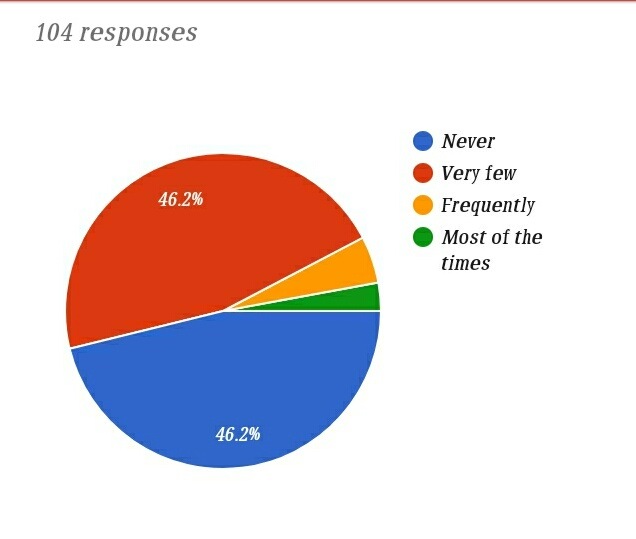 104 responses
Never
Very few
Frequently
Most of the
times
46.2%
46.2%